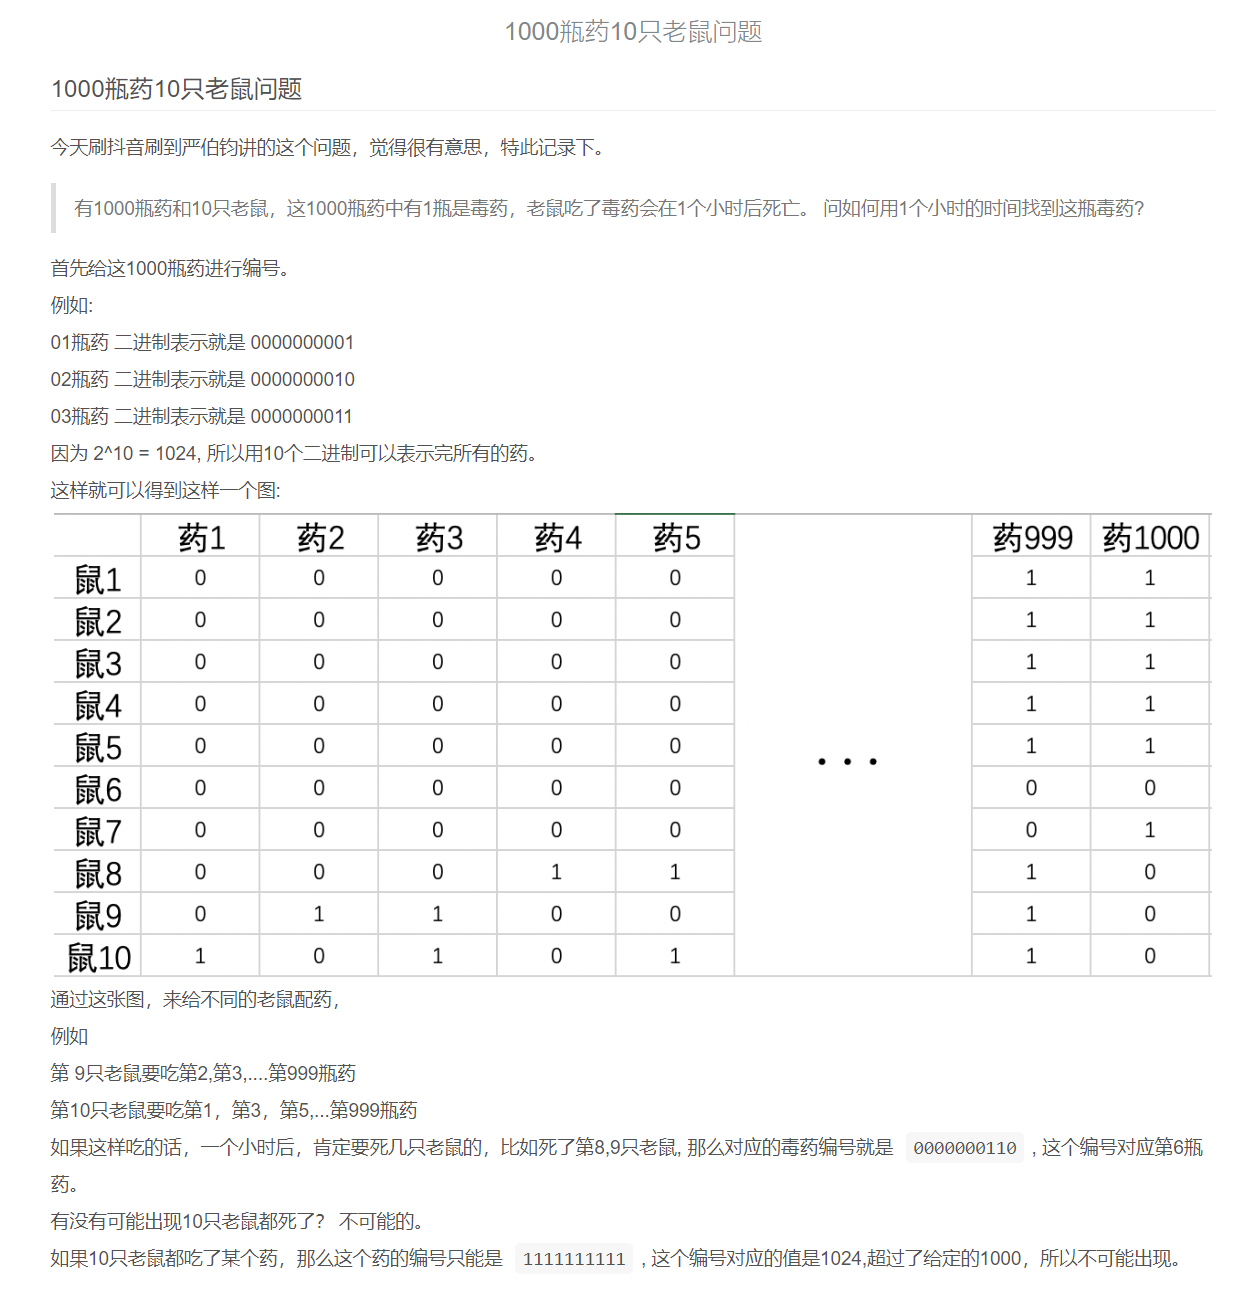 1000瓶药10只老鼠问题
1000瓶药10只老鼠问题
今天刷抖音刷到严伯钧讲的这个问题，觉得很有意思，特此记录下。
有1000瓶药和10只老鼠，这1000瓶药中有1瓶是毒药，老鼠吃了毒药会在1个小时后死亡。 问如何用1个小时的时间找到这瓶毒药?
首先给这1000瓶药进行编号。
例如:
01瓶药 二进制表示就是 0000000001
02瓶药 二进制表示就是 0000000010
03瓶药 二进制表示就是 0000000011
因为 2^10 = 1024, 所以用10个二进制可以表示完所有的药。
这样就可以得到这样一个图:
药1 药2 药3 药4 药5 药999 药1000
鼠1 0 0 0 0 0 1 1
鼠2 0 0 0 0 0 1 1
鼠3 0 0 0 0 0 1 1
鼠4 0 0 0 0 0 1 1
鼠5 0 0 0 0 0 1 1
...
鼠6 0 0 0 0 0 0 0
鼠7 0 0 0 0 0 0 1
鼠8 0 0 0 1 1 1 0
鼠9 0 1 1 0 0 1 0
鼠10 1 0 1 0 1 1 0
通过这张图，来给不同的老鼠配药，
例如
第 9只老鼠要吃第2,第3,....第999瓶药
第10只老鼠要吃第1，第3，第5,...第999瓶药
如果这样吃的话，一个小时后，肯定要死几只老鼠的，比如死了第8,9只老鼠, 那么对应的毒药编号就是 0000000110 , 这个编号对应第6瓶
药。
有没有可能出现10只老鼠都死了? 不可能的。
如果10只老鼠都吃了某个药，那么这个药的编号只能是 1111111111 , 这个编号对应的值是1024,超过了给定的1000，所以不可能出现。